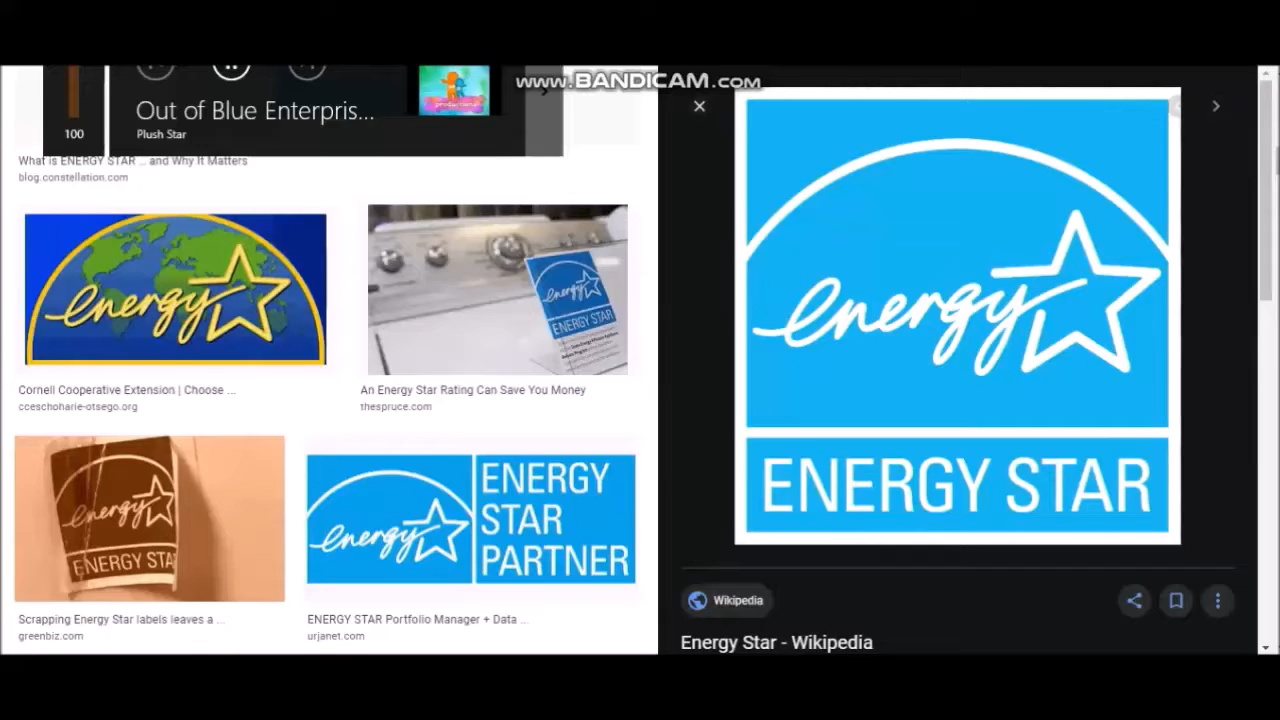 www.BANDICAM.com
Out of Blue Enterpris...
100
Plush Star
productions
What is ENERGY STAR ... and Why It Matters
blog.constellation.com
energy
Cornell Cooperative Extension | Choose ...
cceschoharie-otsego.org
energy
ENERGY STAR
An Energy Star Rating Can Save You Money
thespruce.com
energy
ENERGY STA
Scrapping Energy Star labels leaves a ...
greenbiz.com
energy
ENERGY
STAR
PARTNER
ENERGY STAR Portfolio Manager + Data ...
urjanet.com
energy
ENERGY STAR
Wikipedia
Energy Star - Wikipedia